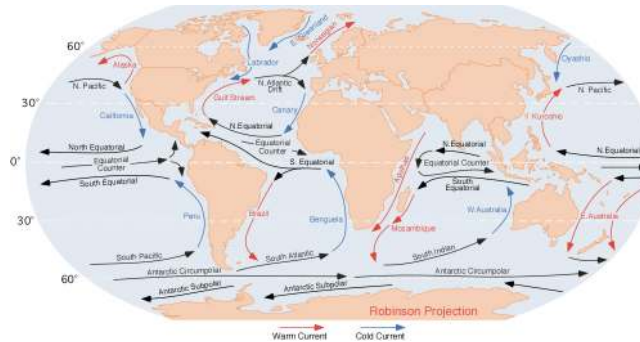 60°
30°
0°
30°
60°
Alaska
N. Pacific
California
Labrador
E. Greenland
Norwegian
N. Atlantic
Drift
Gulf Stream
Canary
N. Equatorial
Equatorial
Counter
S. Equatorial
North Equatorial
Equatorial
Counter
South Equatorial
Peru
Brazil
Benguela
South Pacific
South Atlantic
Antarctic Circumpolar
Antarctic Subpolar
Antarctic Subpolar
Mozambique
N. Equatorial
Equatorial Counter
South
Equatorial
W. Australia
South Indian
Antarctic Circumpolar
Oyashio
N. Pacific
Kuroshio
N. Equatorial
E. Australia
Robinson Projection
Warm Current
Cold Current